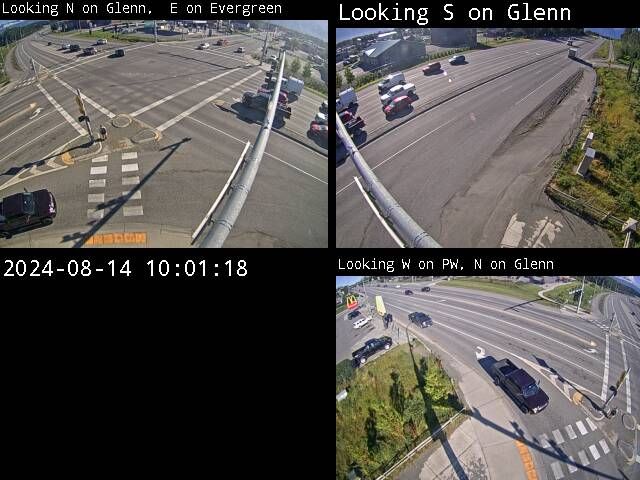 Looking N on Glenn,  E on Evergreen
Looking S on Glenn
2024-08-14 10:01:18
Looking W on PW, N on Glenn